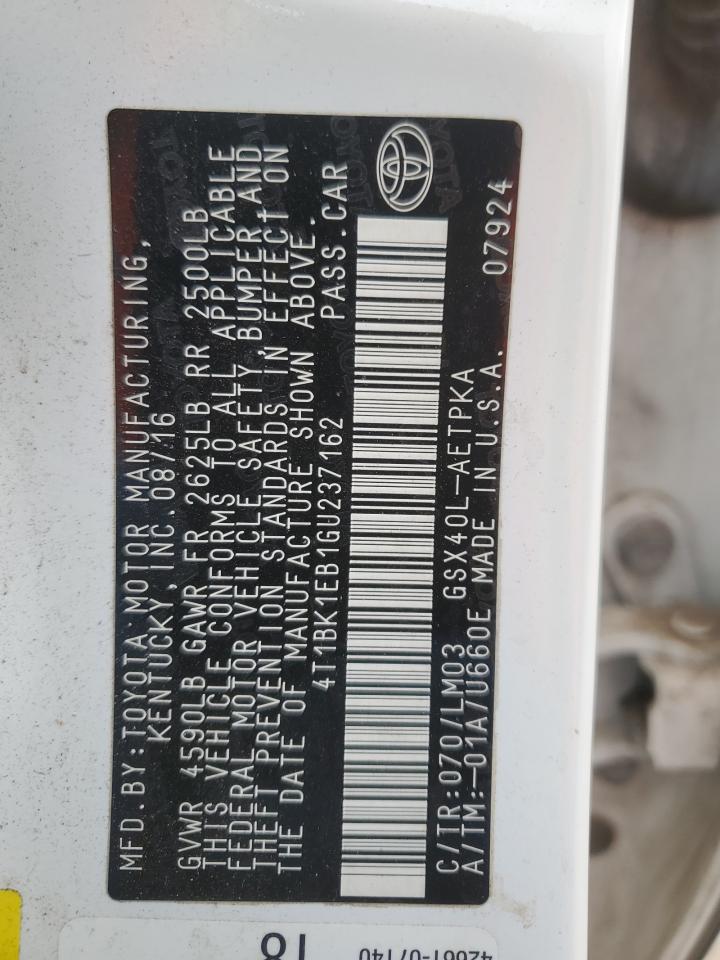 MFD.BY:TOYOTA MOTOR MANUFACTURING,
KENTUCKY, INC. 08/16
GVWR 4590LB GAWR FR 2625LB RR 2500LB
THIS VEHICLE CONFORMS TO ALL APPLICABLE
FEDERAL MOTOR VEHICLE SAFETY, BUMPER AND
THEFT PREVENTION STANDARDS IN EFFECT ON
THE DATE OF MANUFACTURE SHOWN ABOVE.
4T1BK1EB1GU237162 PASS.CAR
C/TR:070/LM03 GSX40L-AETPKA
A/TM:-01A/U660E MADE IN U.S.A. 07924
18
42661-07140